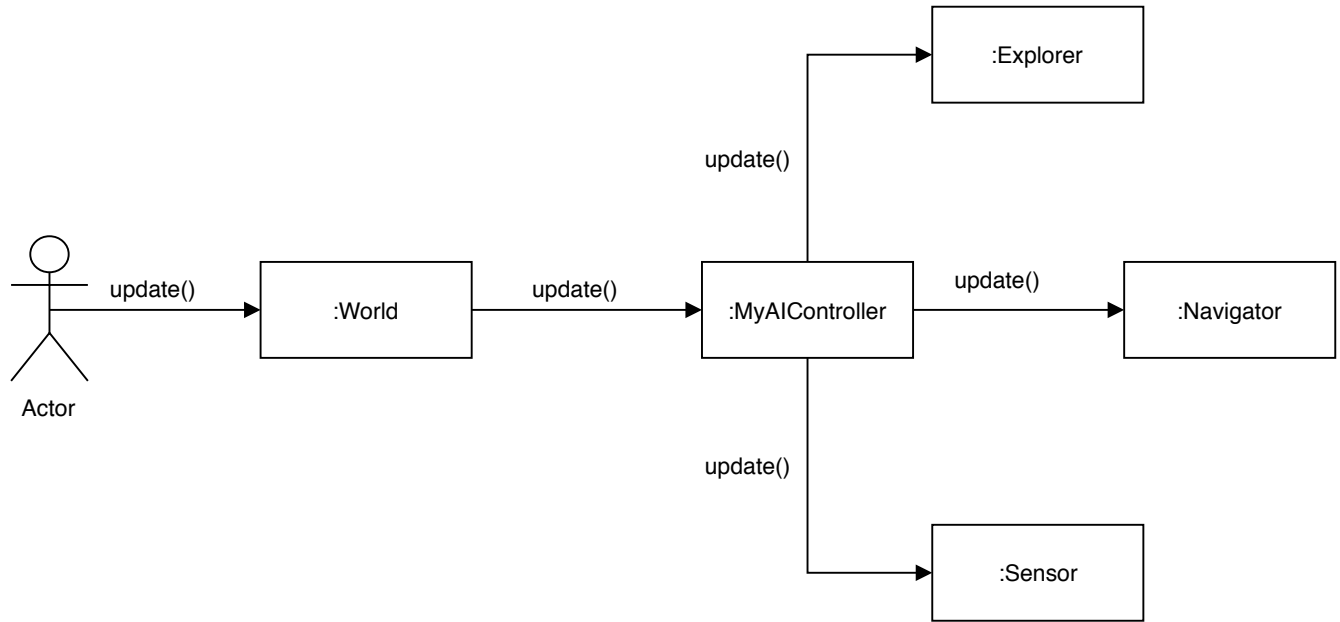 :Explorer
update()
update()
:World
update()
:MyAIController
update()
:Navigator
Actor
update()
:Sensor